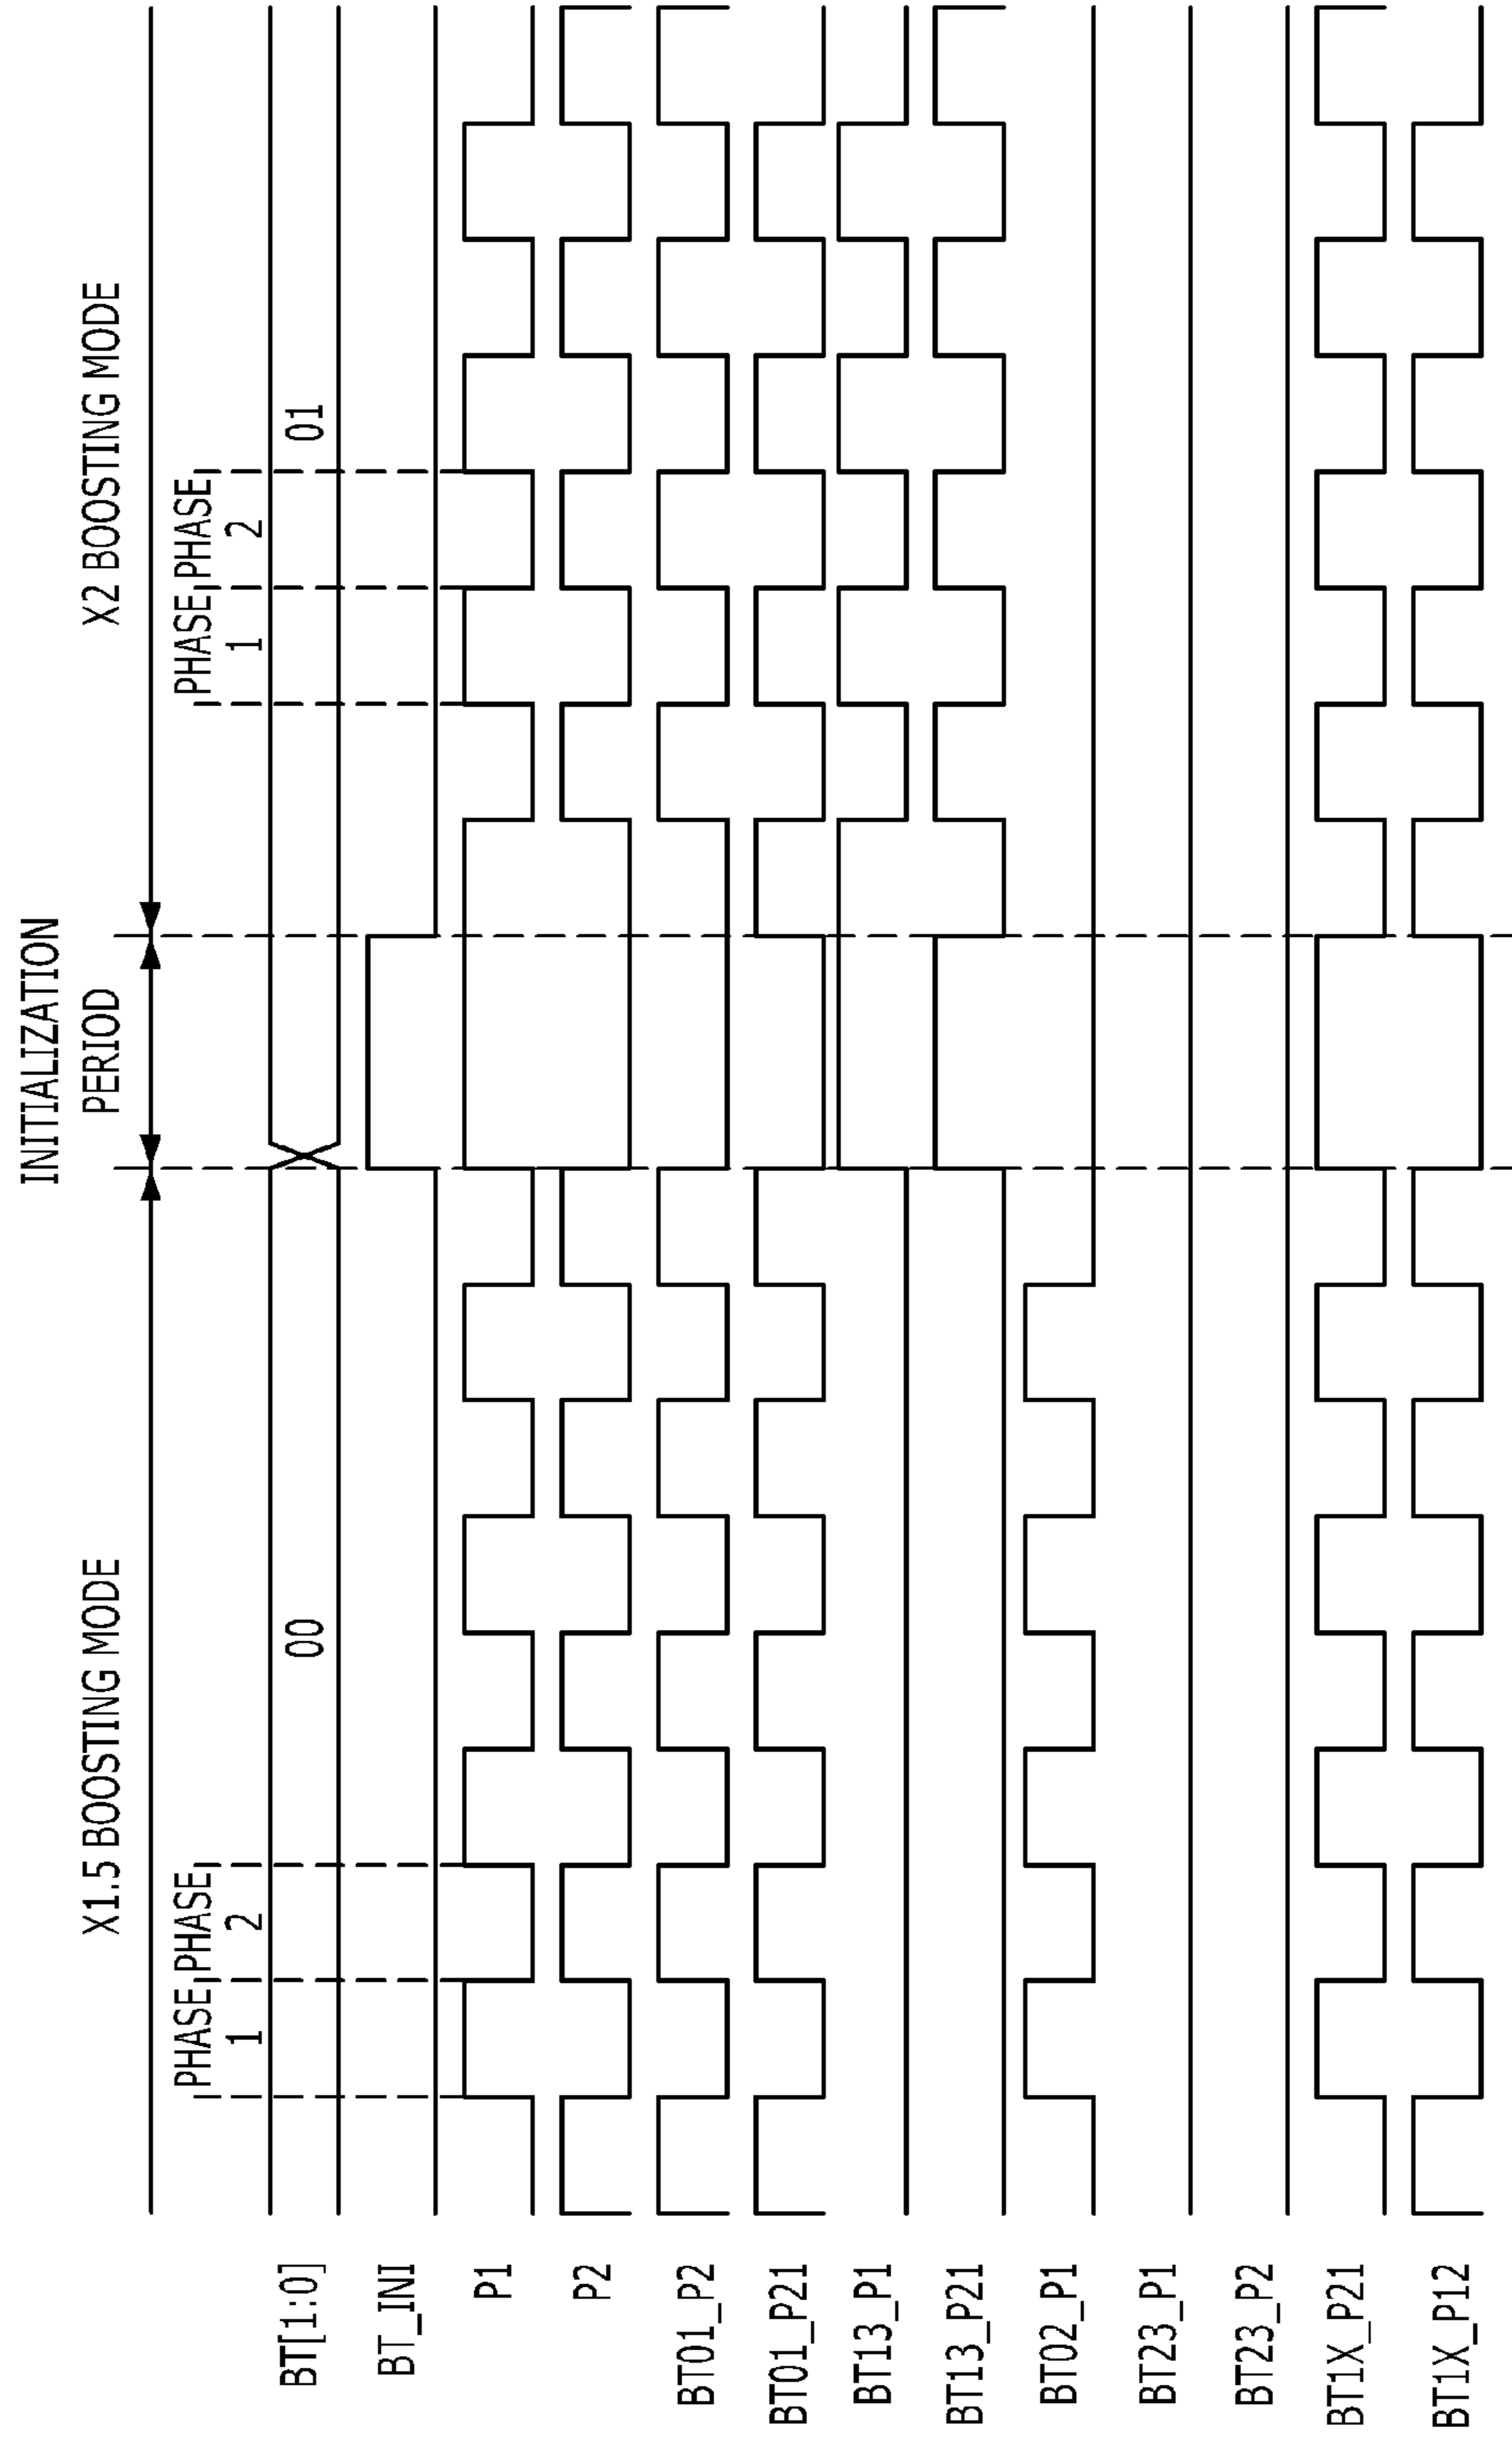 INITIALIZATION
X1.5 BOOSTING MODE PERIOD X2 BOOSTING MODE
PHASE PHASE PHASE PHASE
1 2 1 2
BT[1:0] 00 01
BT_INI
P1
P2
BT01_P2
BT01_P21
BT13_P1
BT13_P21
BT02_P1
BT23_P1
BT23_P2
BT1X_P21
BT1X_P12